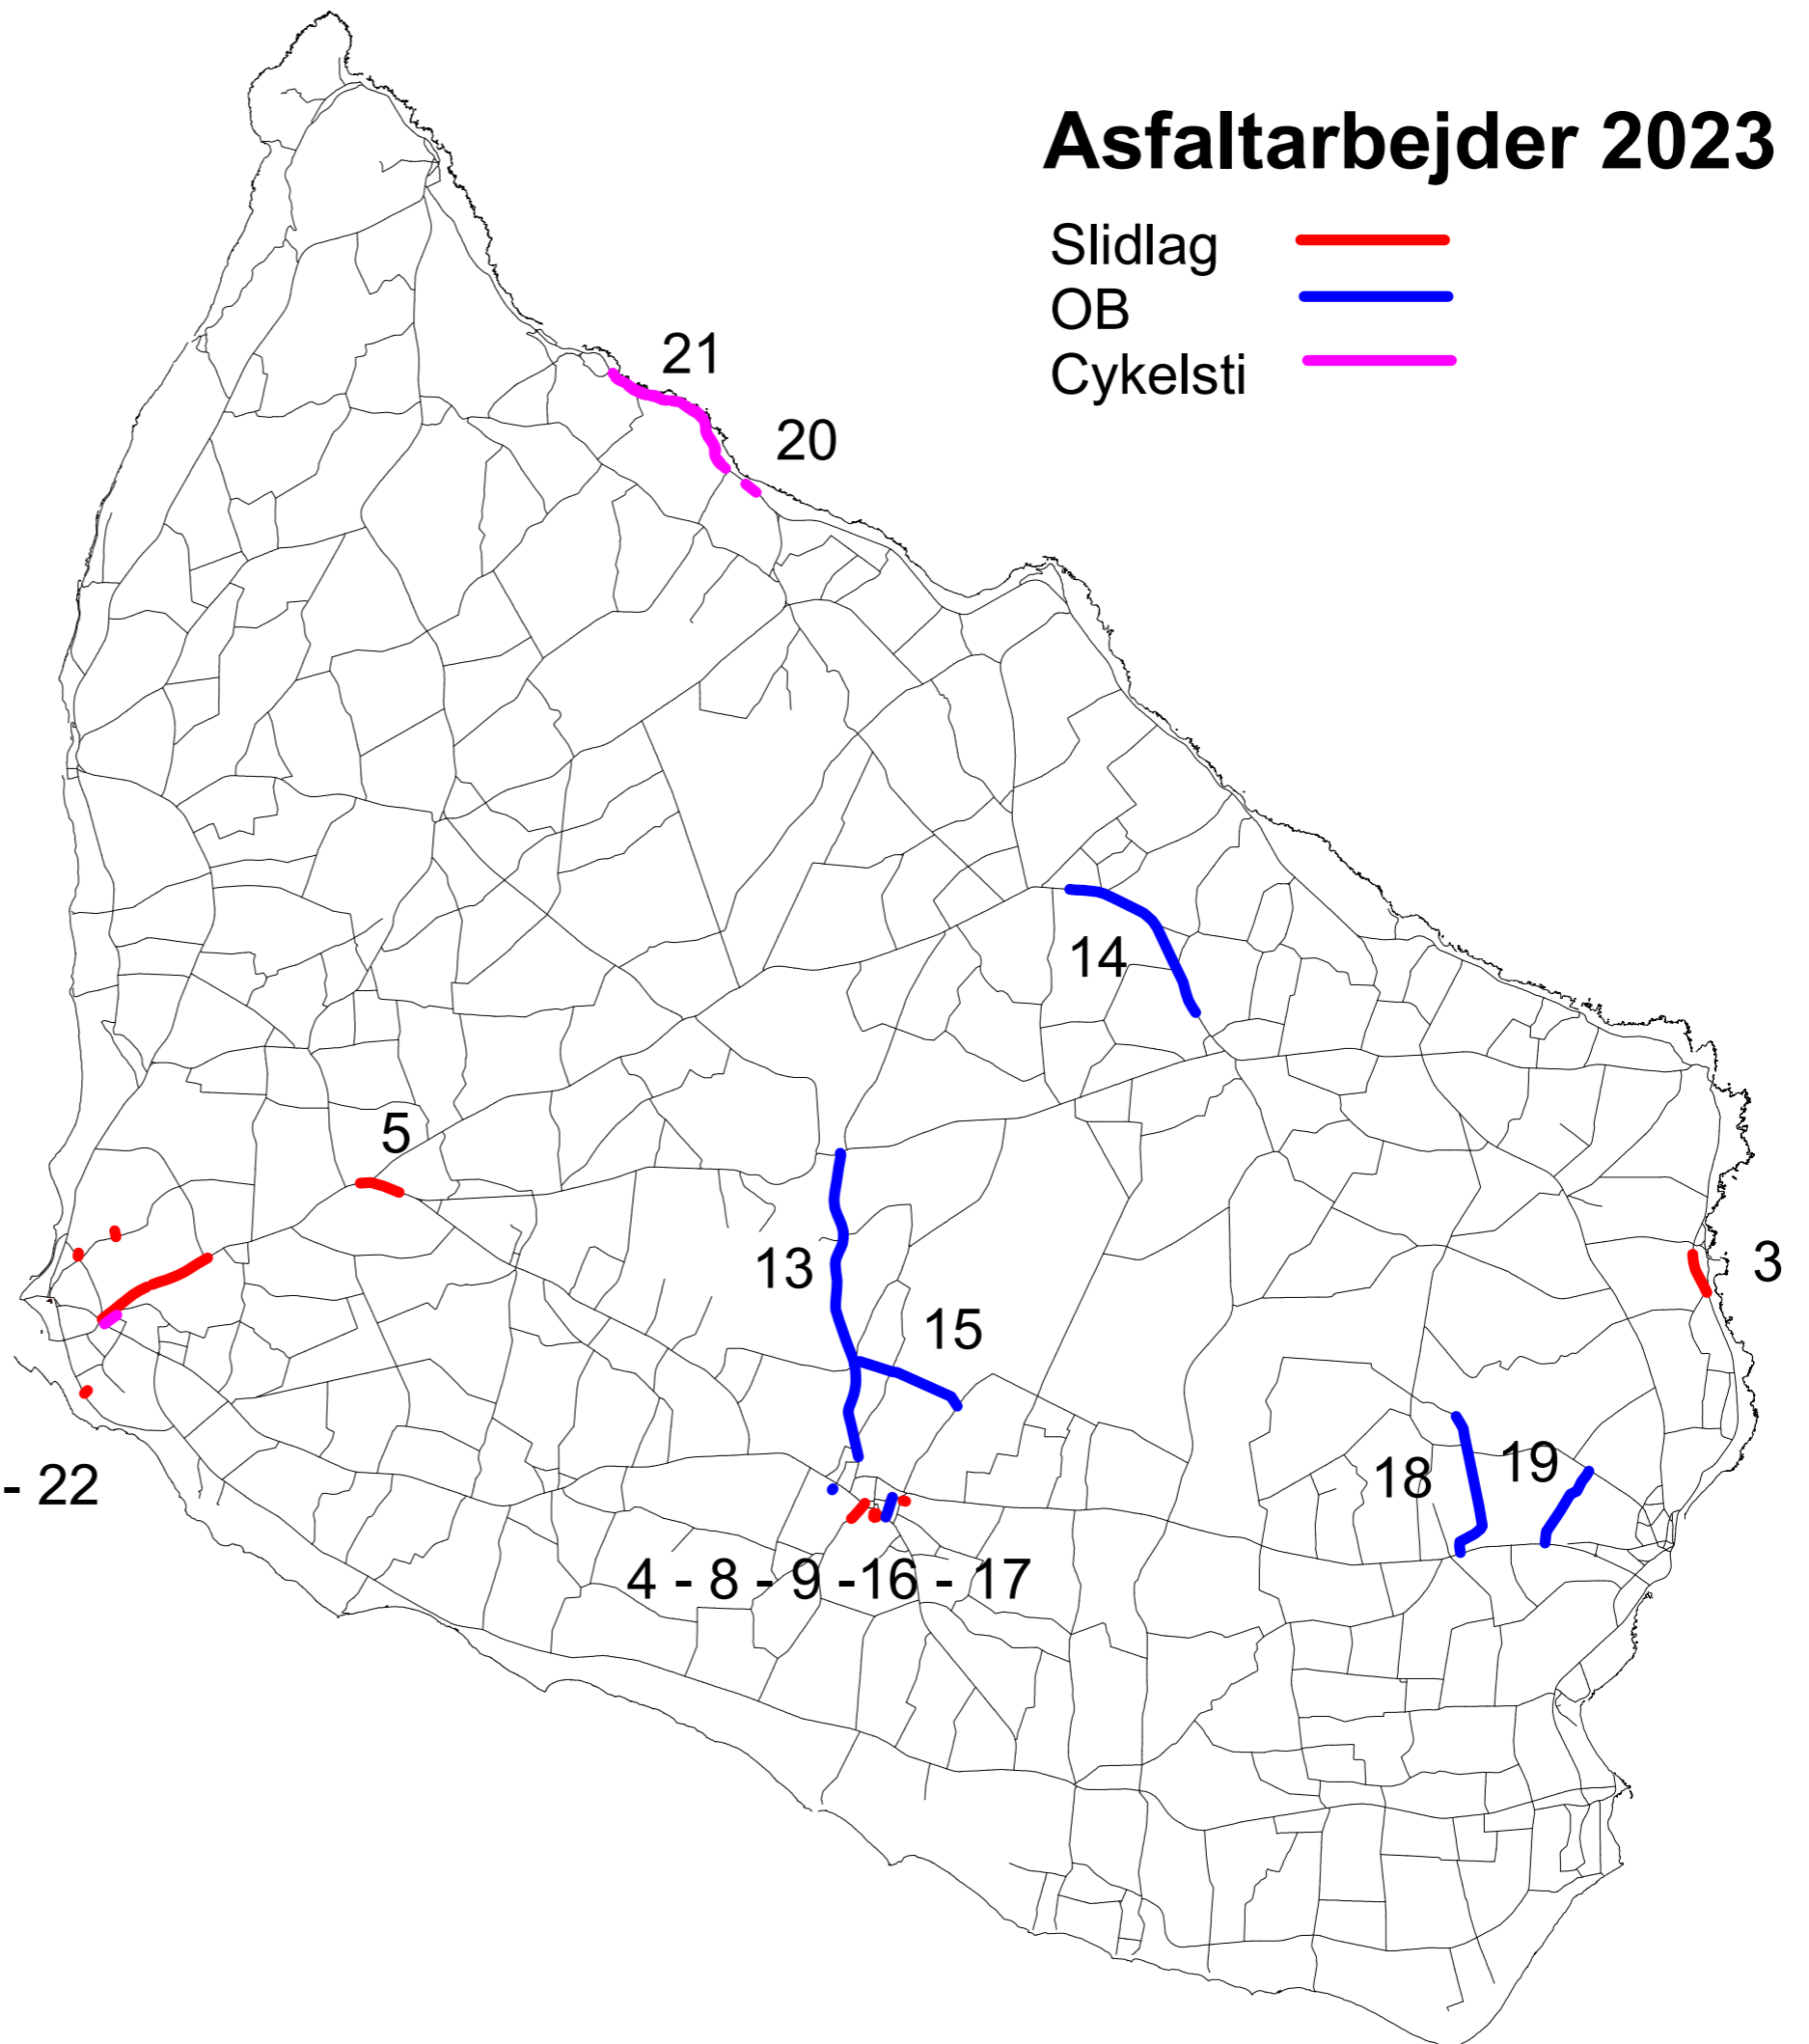 Asfaltarbejder 2023
Slidlag
OB
Cykelsti
21
20
14
5
13
3
15
19
18
- 22
4 - 8 - 9 -16 - 17